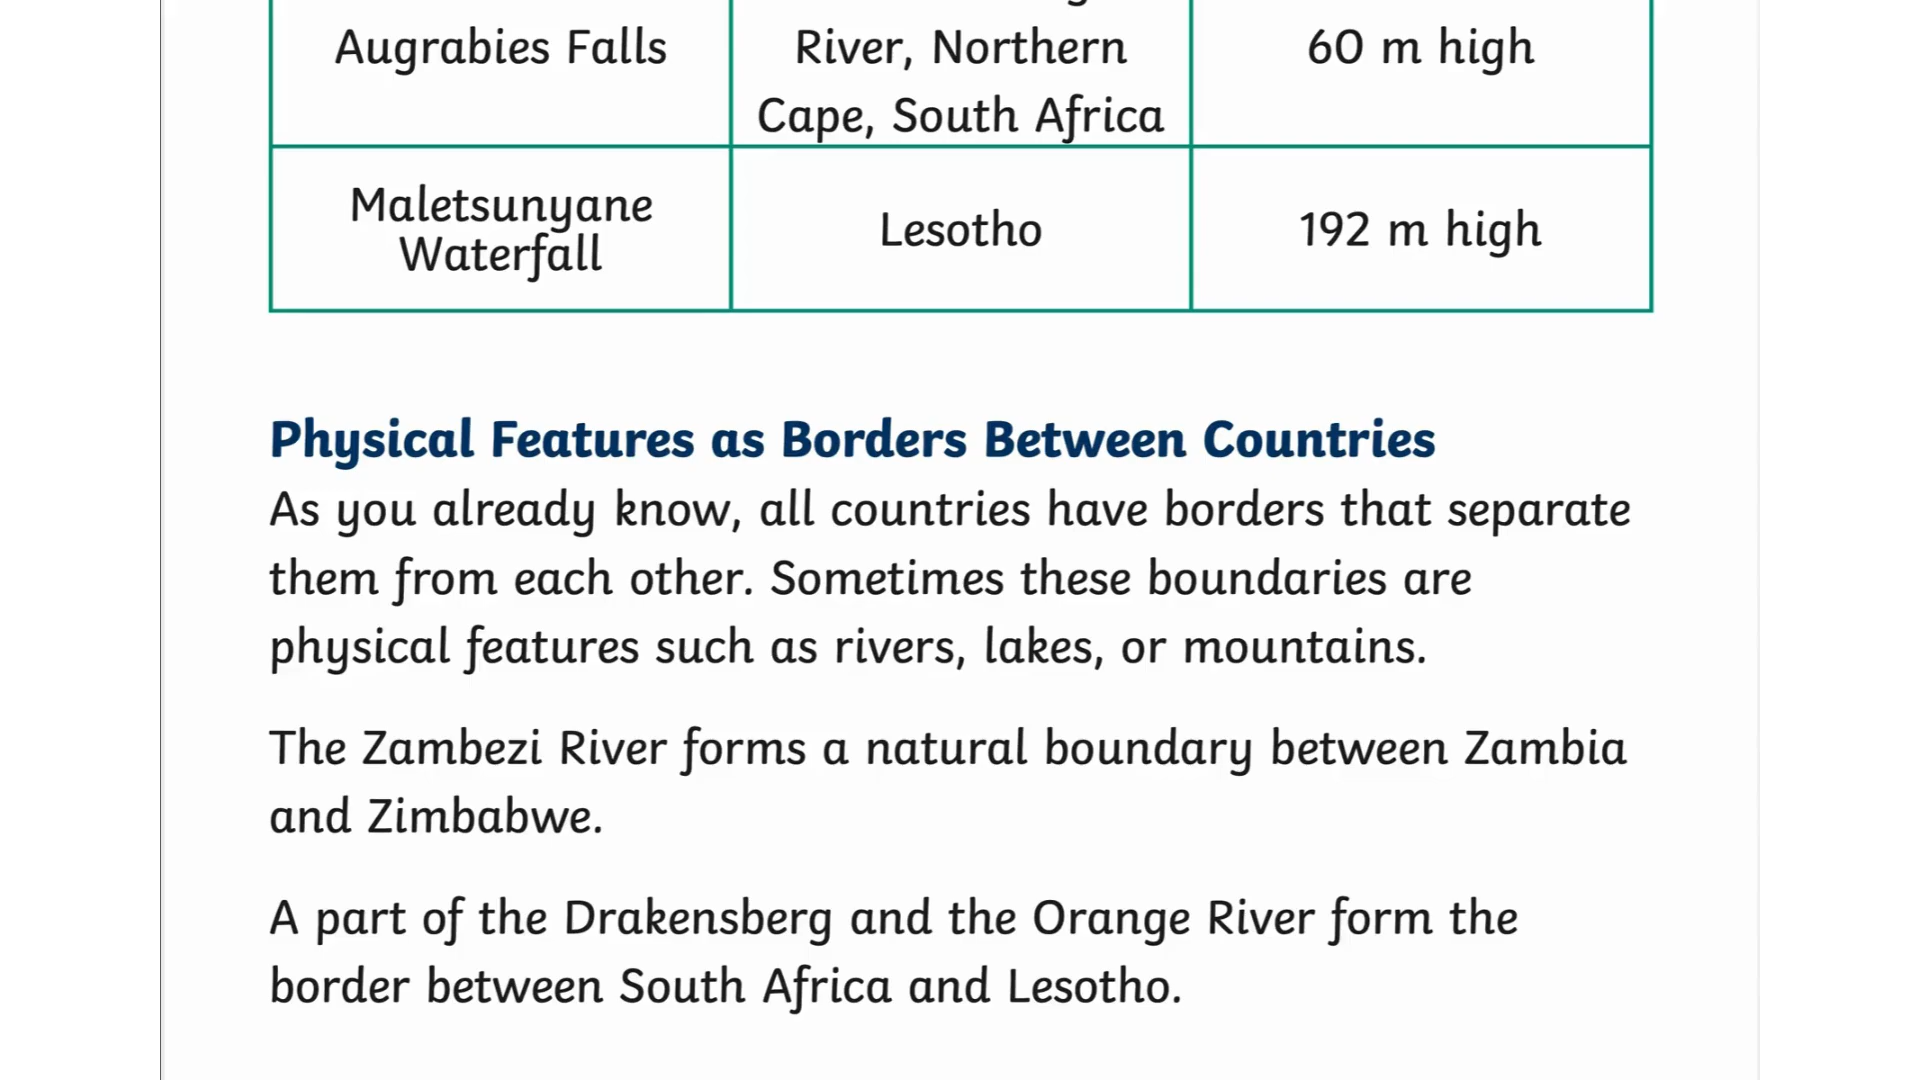 Augrabies Falls
River, Northern
Cape, South Africa
60 m high
Maletsunyane
Waterfall
Lesotho
192 m high
Physical Features as Borders Between Countries
As you already know, all countries have borders that separate
them from each other. Sometimes these boundaries are
physical features such as rivers, lakes, or mountains.
The Zambezi River forms a natural boundary between Zambia
and Zimbabwe.
A part of the Drakensberg and the Orange River form the
border between South Africa and Lesotho.